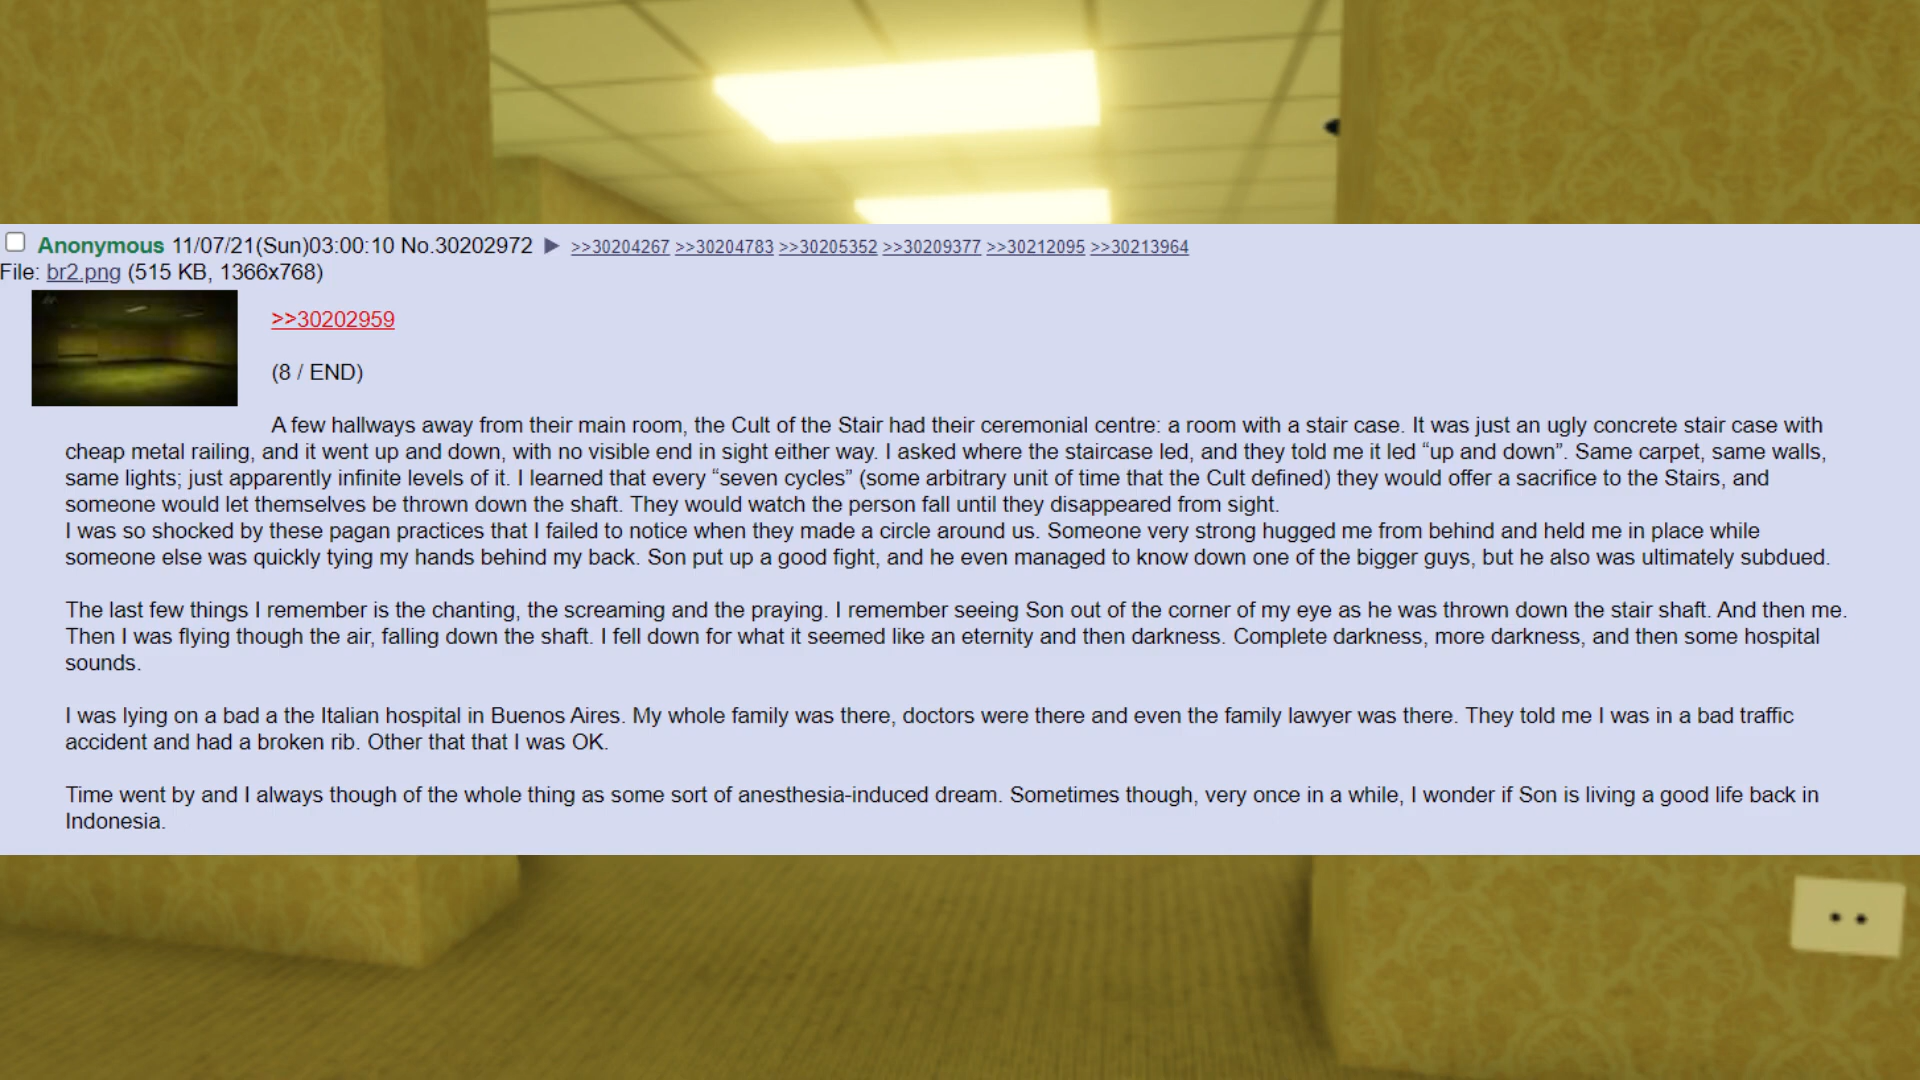 Anonymous 11/07/21(Sun)03:00:10 No.30202972 ▶ >>30204267 >>30204783 >>30205352 >>30209377 >>30212095 >>30213964
File: br2.png (515 KB, 1366x768)
>>30202959
(8 / END)
A few hallways away from their main room, the Cult of the Stair had their ceremonial centre: a room with a stair case. It was just an ugly concrete stair case with
cheap metal railing, and it went up and down, with no visible end in sight either way. I asked where the staircase led, and they told me it led “up and down”. Same carpet, same walls,
same lights; just apparently infinite levels of it. I learned that every “seven cycles” (some arbitrary unit of time that the Cult defined) they would offer a sacrifice to the Stairs, and
someone would let themselves be thrown down the shaft. They would watch the person fall until they disappeared from sight.
I was so shocked by these pagan practices that I failed to notice when they made a circle around us. Someone very strong hugged me from behind and held me in place while
someone else was quickly tying my hands behind my back. Son put up a good fight, and he even managed to know down one of the bigger guys, but he also was ultimately subdued.
The last few things I remember is the chanting, the screaming and the praying. I remember seeing Son out of the corner of my eye as he was thrown down the stair shaft. And then me.
Then I was flying though the air, falling down the shaft. I fell down for what it seemed like an eternity and then darkness. Complete darkness, more darkness, and then some hospital
sounds.
I was lying on a bad a the Italian hospital in Buenos Aires. My whole family was there, doctors were there and even the family lawyer was there. They told me I was in a bad traffic
accident and had a broken rib. Other that that I was OK.
Time went by and I always though of the whole thing as some sort of anesthesia-induced dream. Sometimes though, very once in a while, I wonder if Son is living a good life back in
Indonesia.